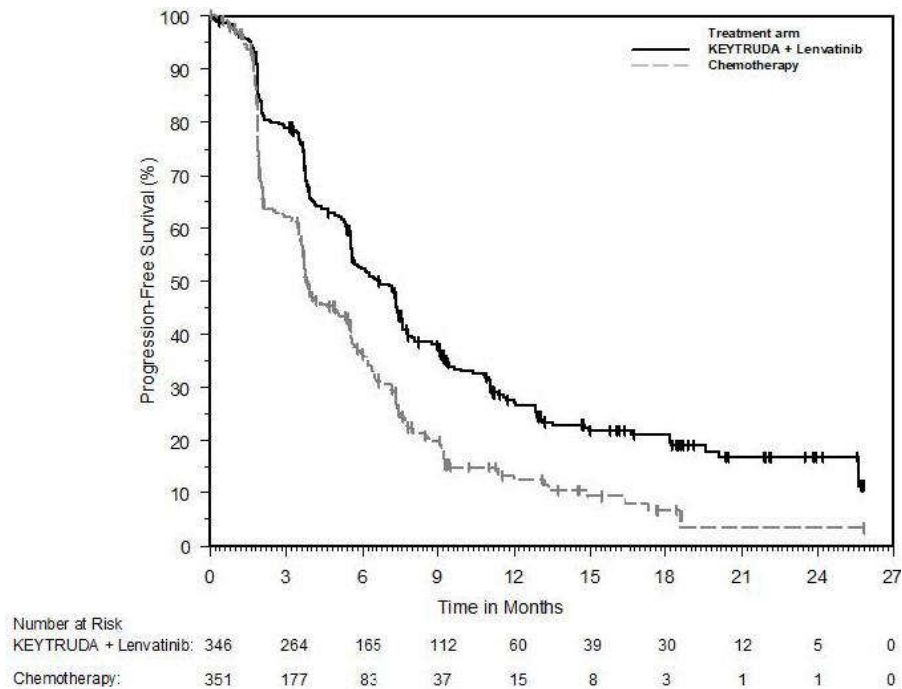 Treatment arm
KEYTRUDA + Lenvatinib
Chemotherapy
Progression-Free Survival (%)
100
90
80
70
60
50
40
30
20
10
0
0 3 6 9 12 15 18 21 24 27
Time in Months
Number at Risk
KEYTRUDA + Lenvatinib: 346 264 165 112 60 39 30 12 5 0
Chemotherapy: 351 177 83 37 15 8 3 1 1 0